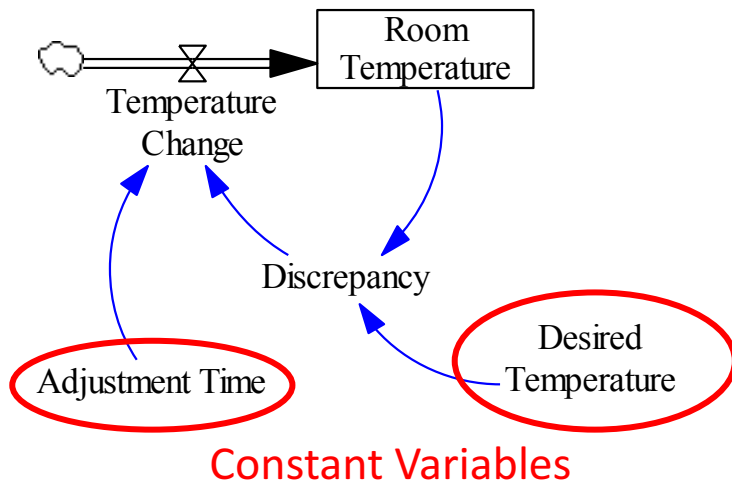 Room
Temperature
Temperature
Change
Discrepancy
Desired
Temperature
Adjustment Time
Constant Variables